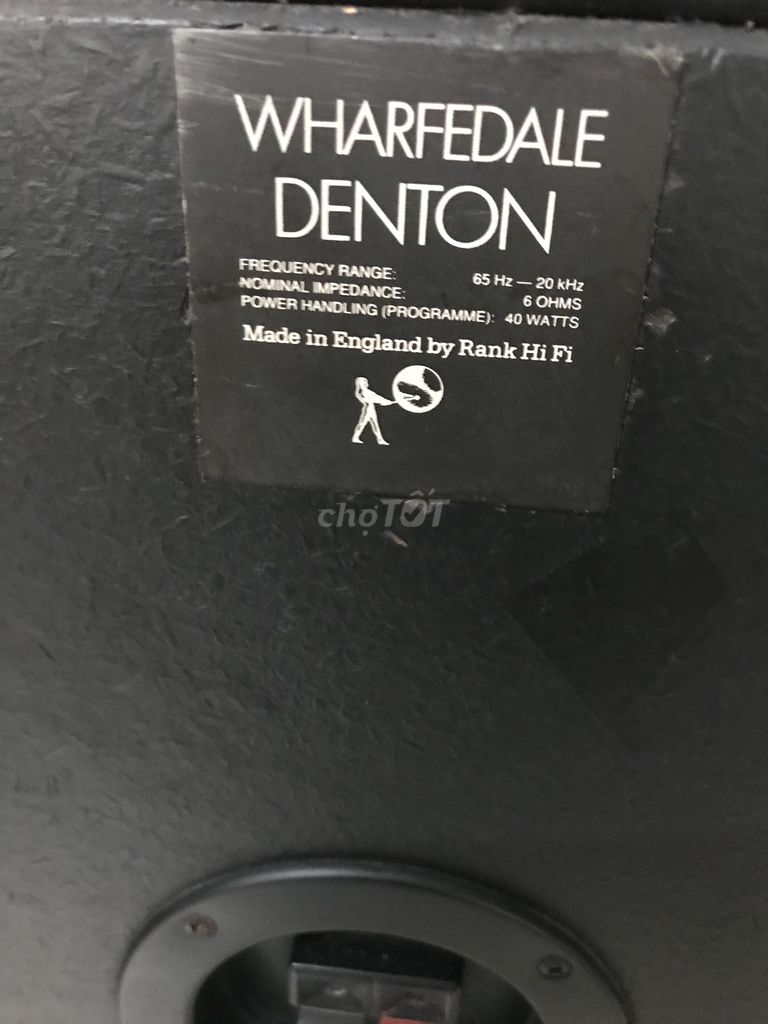 WHARFEDALE
DENTON
FREQUENCY RANGE: 65 Hz — 20 kHz
NOMINAL IMPEDANCE: 6 OHMS
POWER HANDLING (PROGRAMME): 40 WATTS
Made in England by Rank Hi Fi
chợTỐT